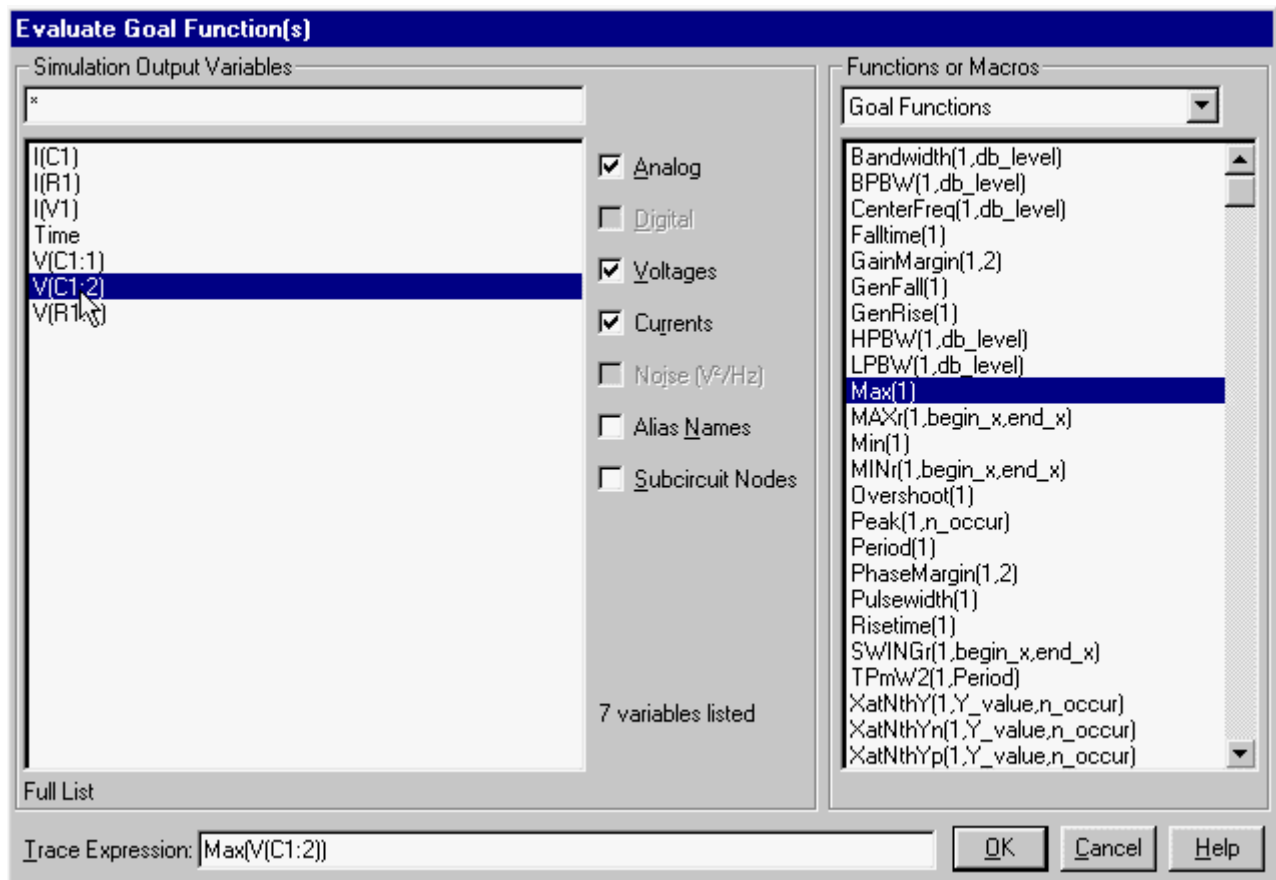 Evaluate Goal Function(s)
Simulation Output Variables
*
I(C1)
I(R1)
I(V1)
Time
V(C1:1)
V(C1:2)
Analog
Digital
Voltages
Currents
Noise (V²/Hz)
Alias Names
Subcircuit Nodes
7 variables listed
Full List
Functions or Macros
Goal Functions
Bandwidth(1,db_level)
BPBW(1,db_level)
CenterFreq(1,db_level)
Falltime(1)
GainMargin(1,2)
GenFall(1)
GenRise(1)
HPBW(1,db_level)
LPBW(1,db_level)
Max(1)
MAXr(1,begin_x,end_x)
Min(1)
MINr(1,begin_x,end_x)
Overshoot(1)
Peak(1,n_occur)
Period(1)
PhaseMargin(1,2)
Pulsewidth(1)
Risetime(1)
SWINGr(1,begin_x,end_x)
TPmW2(1,Period)
XatNthY(1,Y_value,n_occur)
XatNthYn(1,Y_value,n_occur)
XatNthYp(1,Y_value,n_occur)
Trace Expression: Max(V(C1:2))
OK Cancel Help